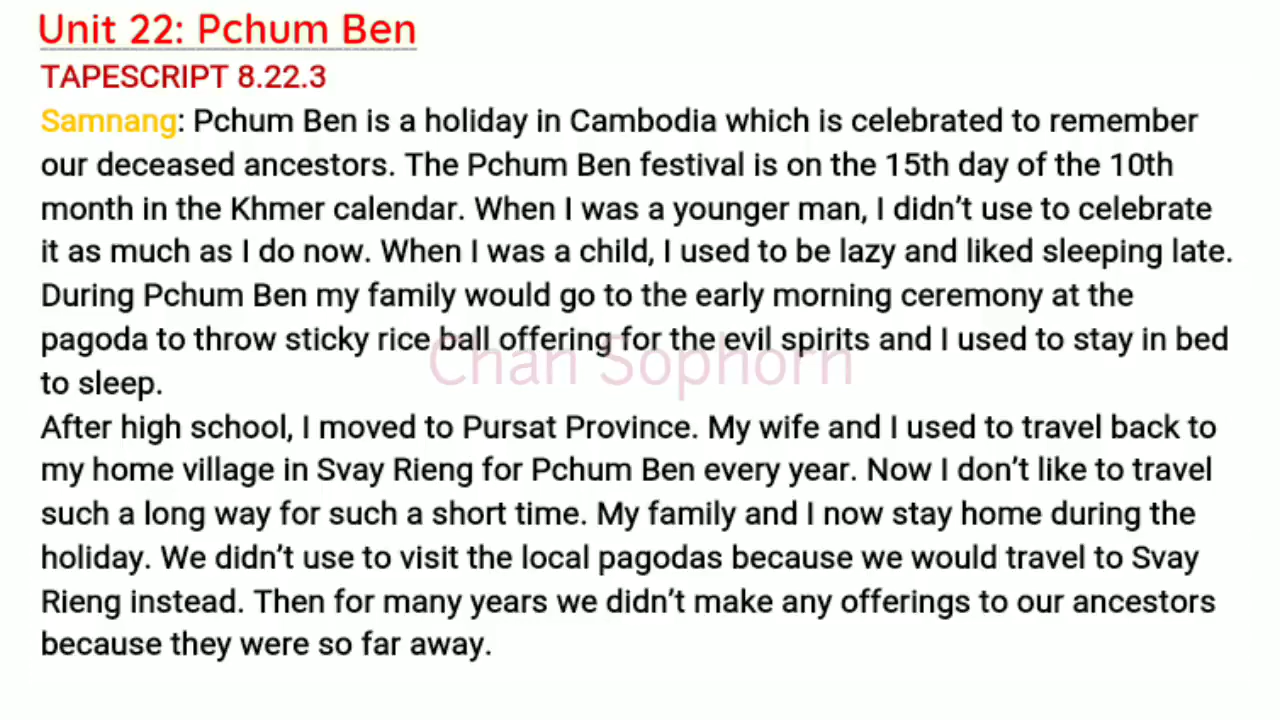 Unit 22: Pchum Ben
TAPESCRIPT 8.22.3
Samnang: Pchum Ben is a holiday in Cambodia which is celebrated to remember
our deceased ancestors. The Pchum Ben festival is on the 15th day of the 10th
month in the Khmer calendar. When I was a younger man, I didn’t use to celebrate
it as much as I do now. When I was a child, I used to be lazy and liked sleeping late.
During Pchum Ben my family would go to the early morning ceremony at the
pagoda to throw sticky rice ball offering for the evil spirits and I used to stay in bed
Chan Sophorn
to sleep.
After high school, I moved to Pursat Province. My wife and I used to travel back to
my home village in Svay Rieng for Pchum Ben every year. Now I don’t like to travel
such a long way for such a short time. My family and I now stay home during the
holiday. We didn’t use to visit the local pagodas because we would travel to Svay
Rieng instead. Then for many years we didn’t make any offerings to our ancestors
because they were so far away.